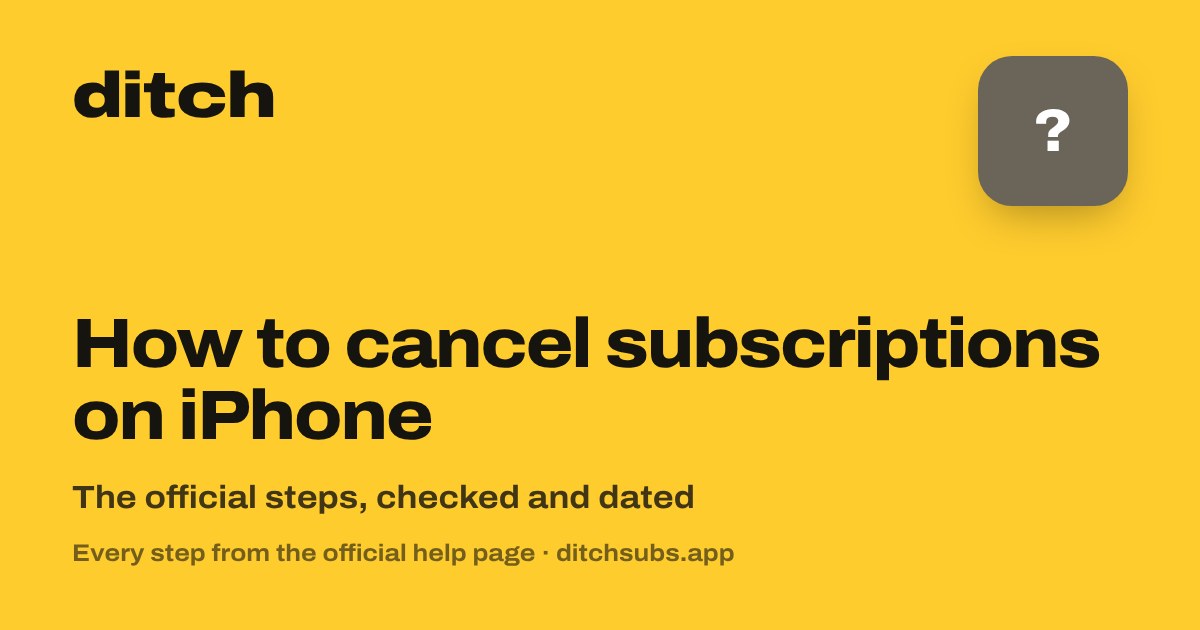 ditch
?
How to cancel subscriptions
on iPhone
The official steps, checked and dated
Every step from the official help page · ditchsubs.app